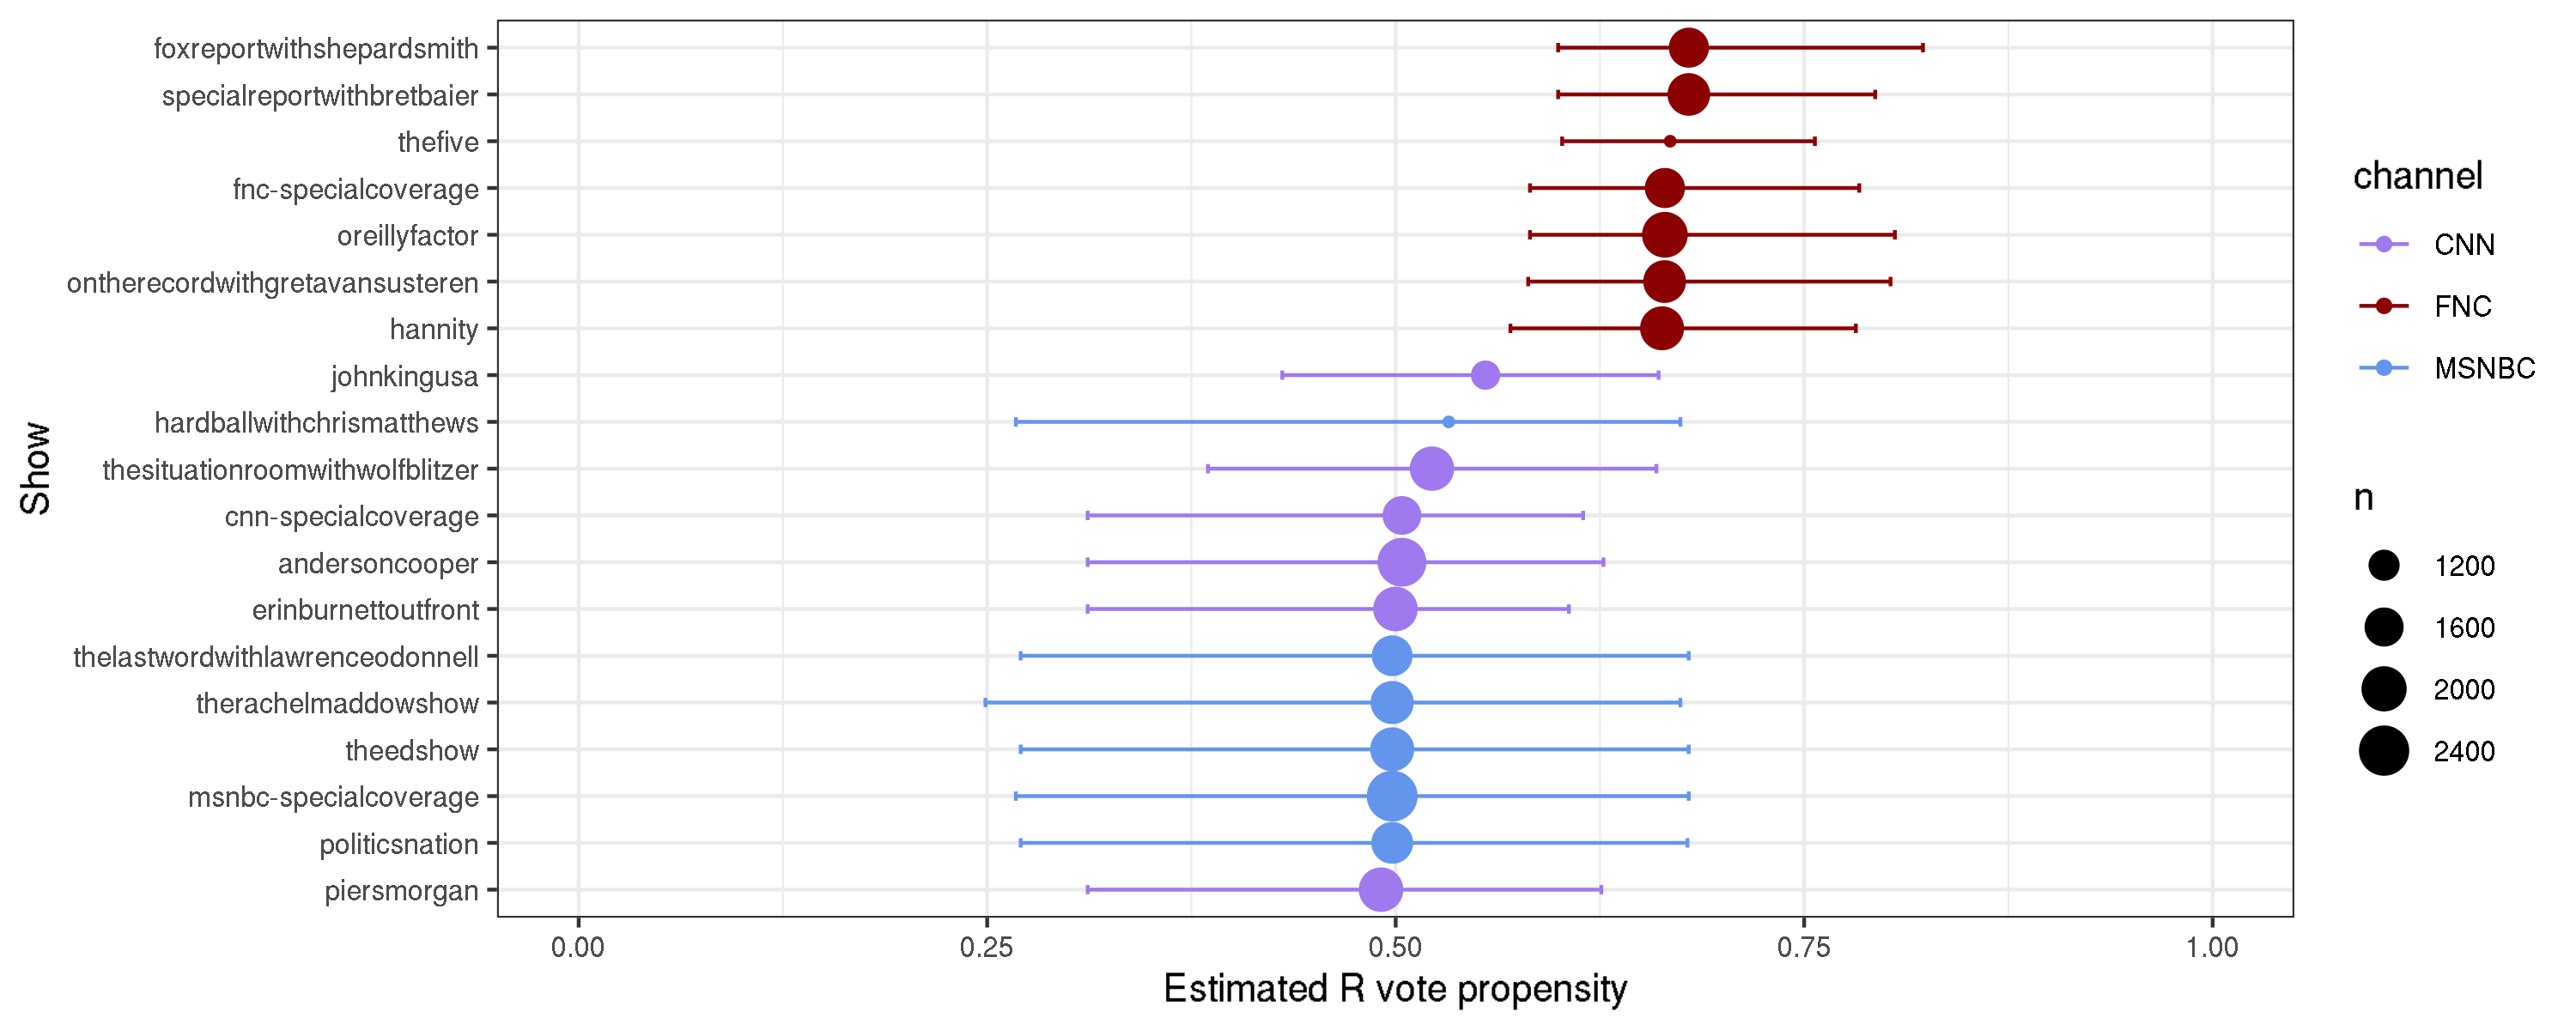 Show
foxreportwithshepardsmith
specialreportwithbretbaier
thefive
fnc-specialcoverage
oreillyfactor
ontherecordwithgretavansusteren
hannity
johnkingusa
hardballwithchrismatthews
thesituationroomwithwolfblitzer
cnn-specialcoverage
andersoncooper
erinburnettoutfront
thelastwordwithlawrenceodonnell
therachelmaddowshow
theedshow
msnbc-specialcoverage
politicsnation
piersmorgan
0.00 0.25 0.50 0.75 1.00
Estimated R vote propensity
channel
CNN
FNC
MSNBC
n
1200
1600
2000
2400